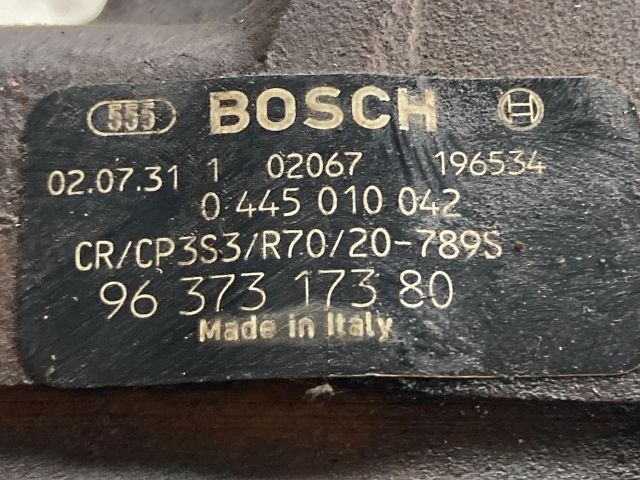 555 BOSCH
02.07.31 1 02067 196534
0 445 010 042
CR/CP3S3/R70/20-789S
96 373 173 80
Made in Italy